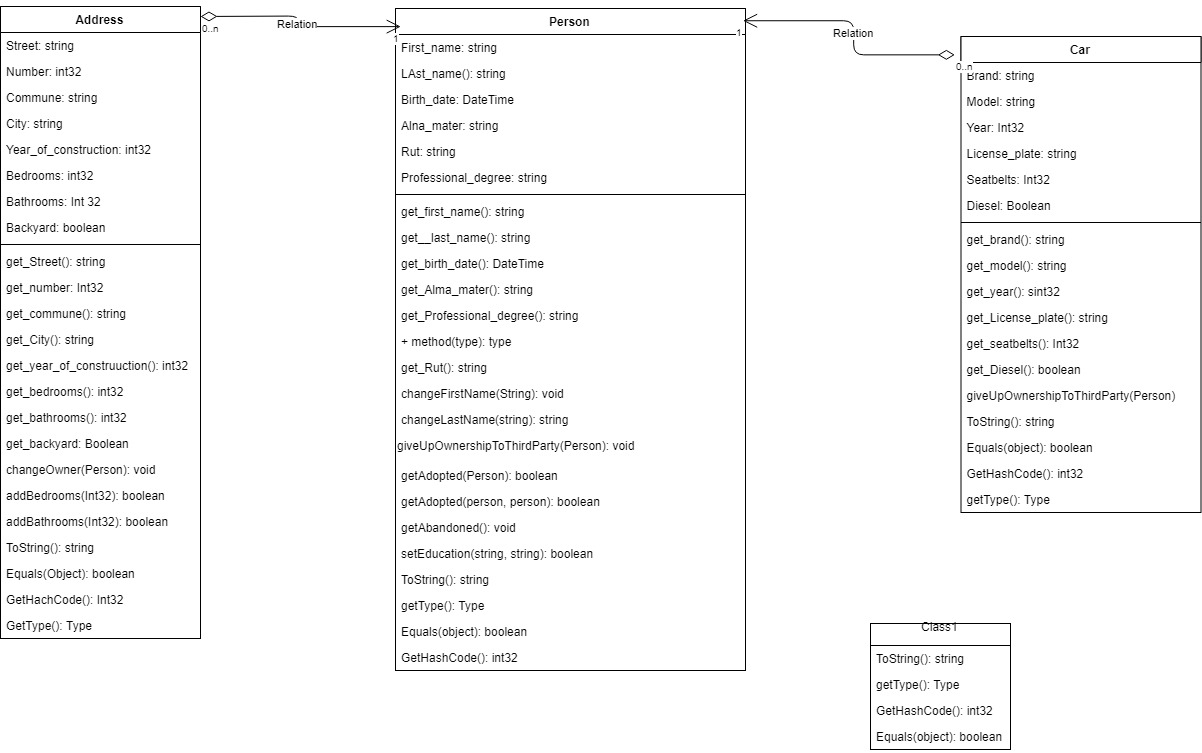 Address
Street: string
Number: int32
Commune: string
City: string
Year_of_construction: int32
Bedrooms: int32
Bathrooms: Int 32
Backyard: boolean
get_Street(): string
get_number: Int32
get_commune(): string
get_City(): string
get_year_of_construuction(): int32
get_bedrooms(): int32
get_bathrooms(): int32
get_backyard: Boolean
changeOwner(Person): void
addBedrooms(Int32): boolean
addBathrooms(Int32): boolean
ToString(): string
Equals(Object): boolean
GetHachCode(): Int32
GetType(): Type
0..n
Relation
1
Person
First_name: string
LAst_name(): string
Birth_date: DateTime
Alna_mater: string
Rut: string
Professional_degree: string
get_first_name(): string
get__last_name(): string
get_birth_date(): DateTime
get_Alma_mater(): string
get_Professional_degree(): string
+ method(type): type
get_Rut(): string
changeFirstName(String): void
changeLastName(string): string
giveUpOwnershipToThirdParty(Person): void
getAdopted(Person): boolean
getAdopted(person, person): boolean
getAbandoned(): void
setEducation(string, string): boolean
ToString(): string
getType(): Type
Equals(object): boolean
GetHashCode(): int32
1
Relation
0..n
Car
Brand: string
Model: string
Year: Int32
License_plate: string
Seatbelts: Int32
Diesel: Boolean
get_brand(): string
get_model(): string
get_year(): sint32
get_License_plate(): string
get_seatbelts(): Int32
get_Diesel(): boolean
giveUpOwnershipToThirdParty(Person)
ToString(): string
Equals(object): boolean
GetHashCode(): int32
getType(): Type
Class1
ToString(): string
getType(): Type
GetHashCode(): int32
Equals(object): boolean